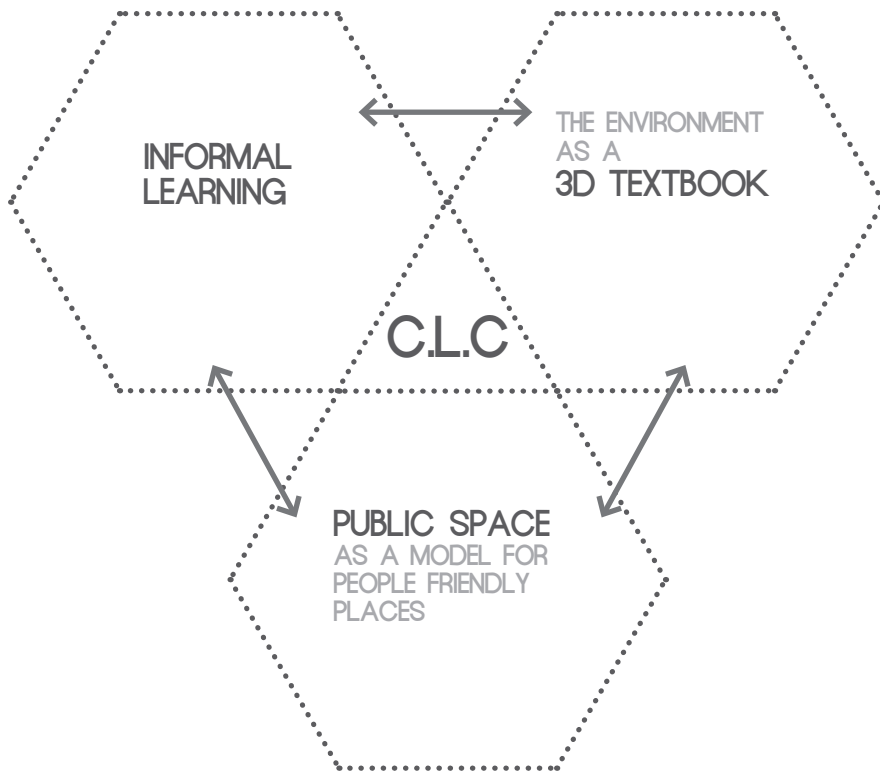 INFORMAL
LEARNING
THE ENVIRONMENT
AS A
3D TEXTBOOK
C.L.C
PUBLIC SPACE
AS A MODEL FOR
PEOPLE FRIENDLY
PLACES